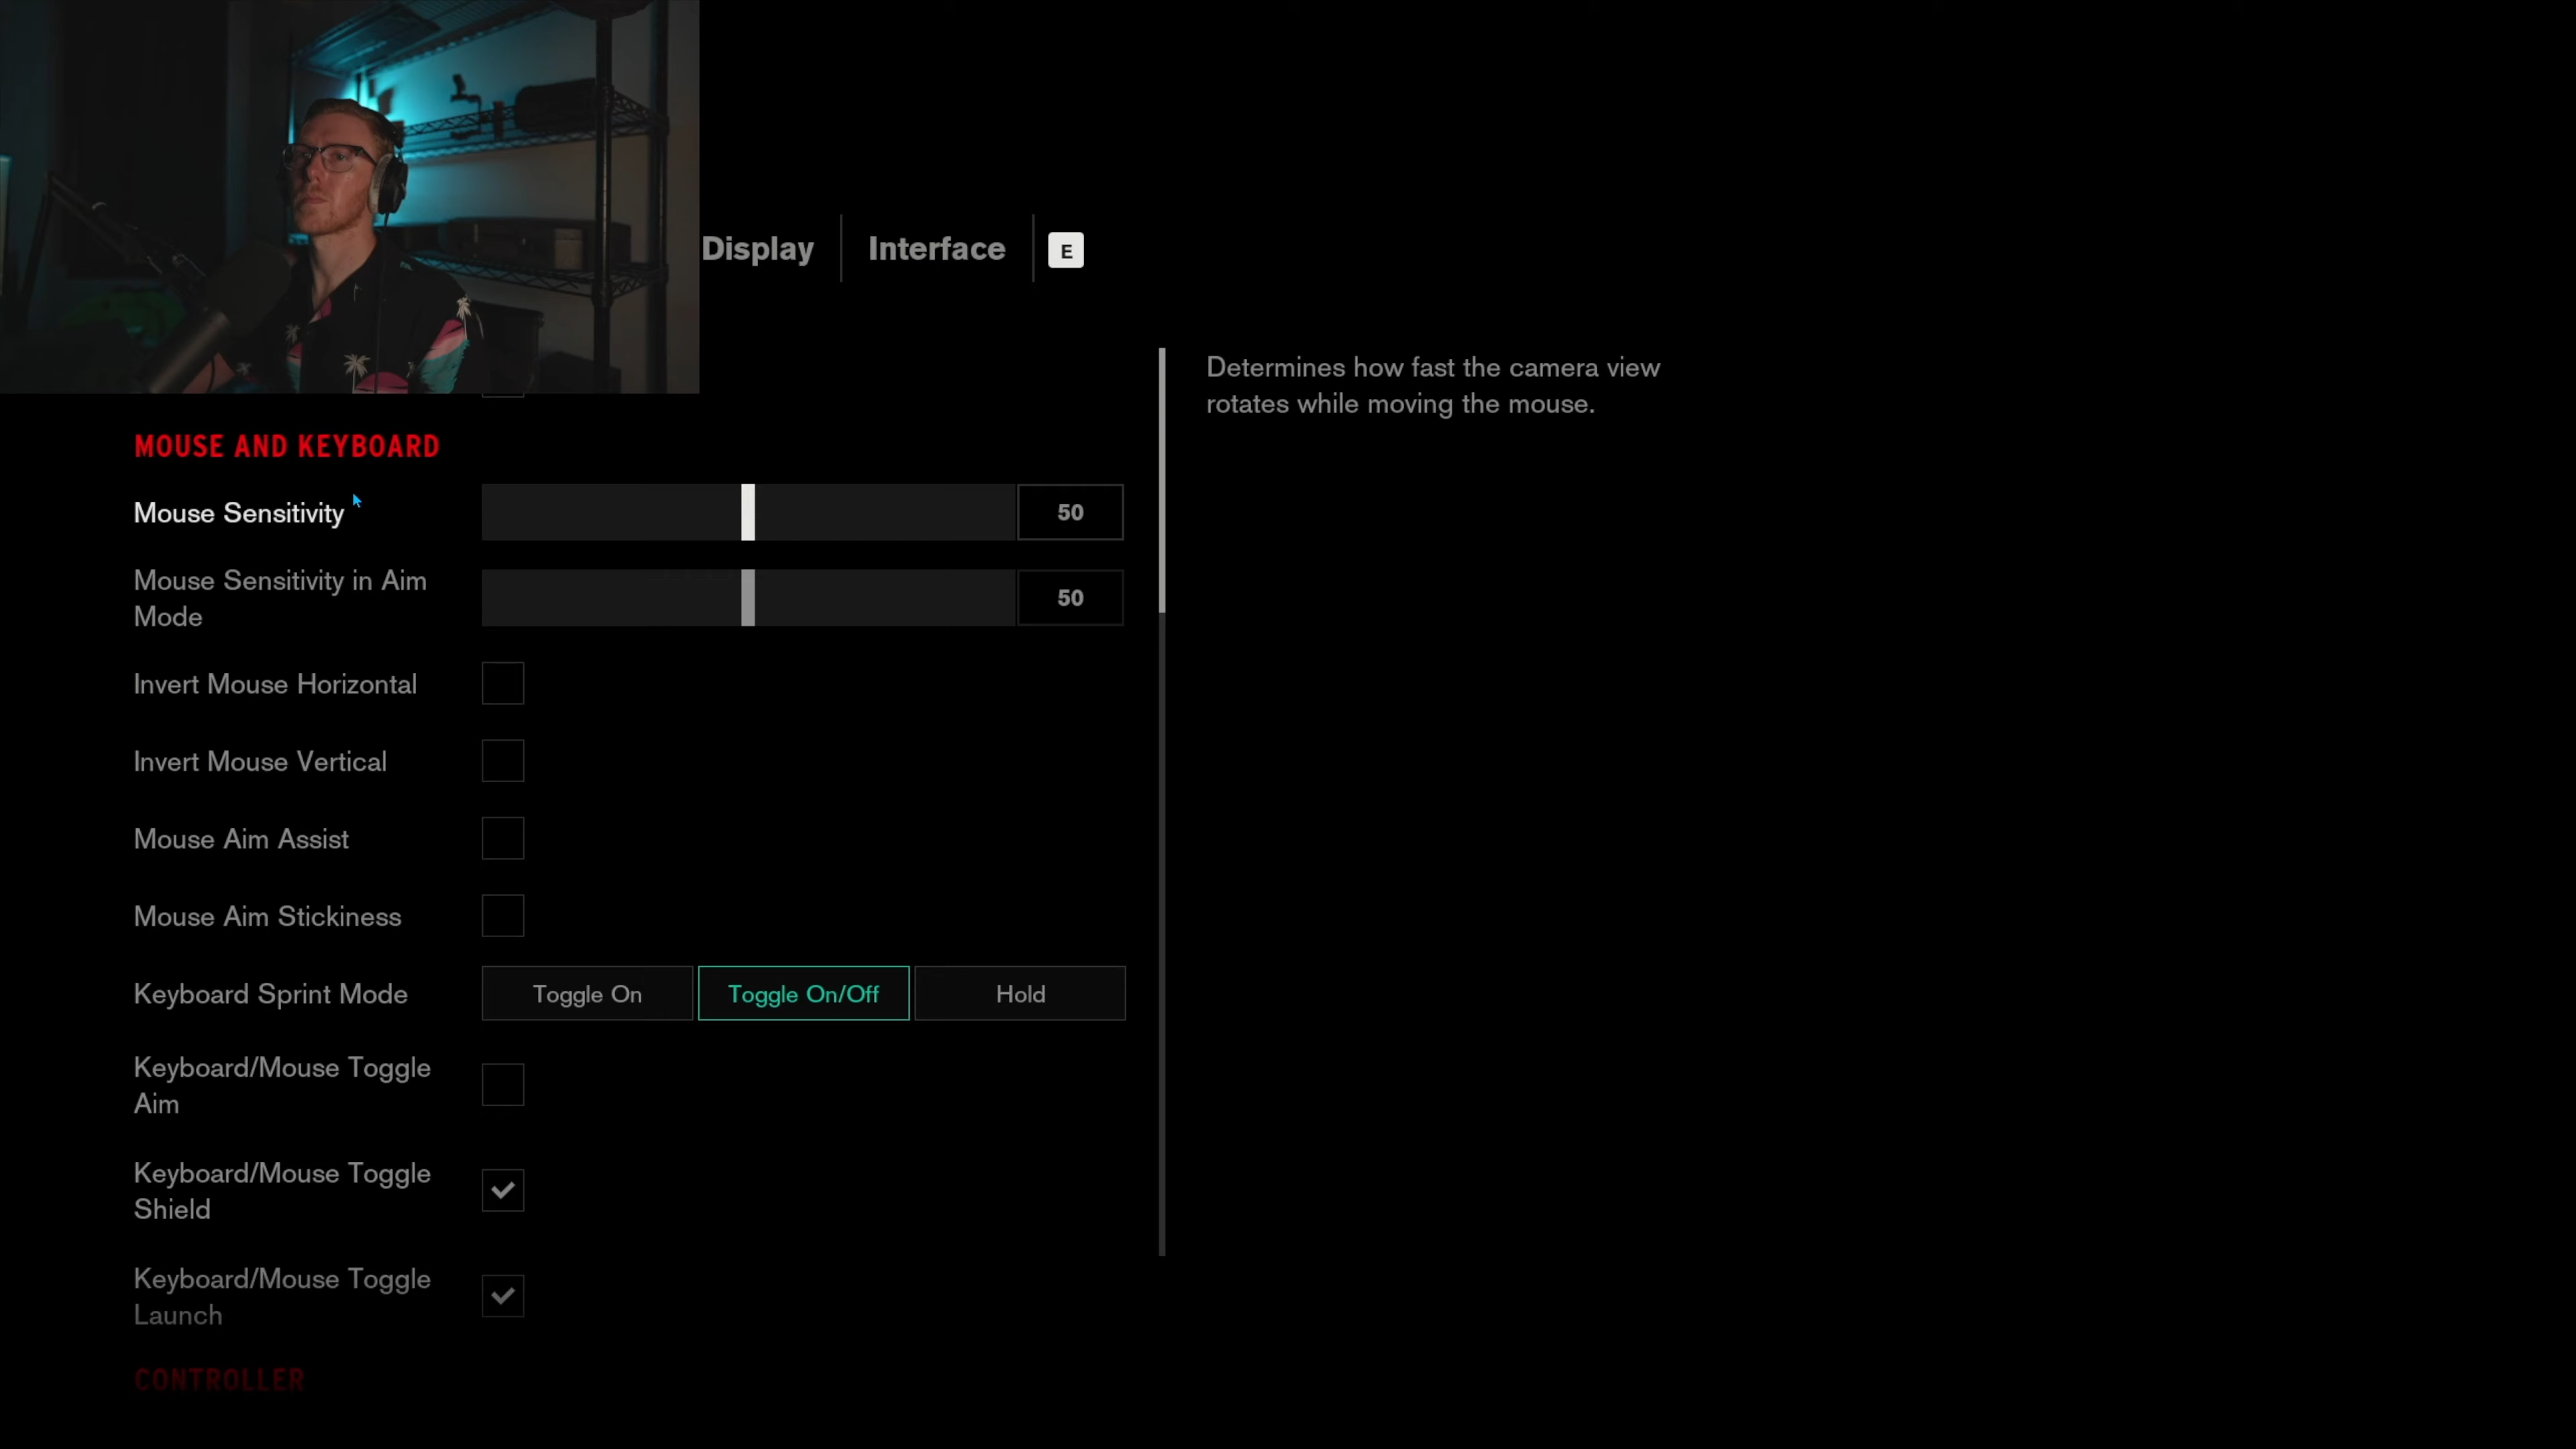 Display
Interface
E
Determines how fast the camera view
rotates while moving the mouse.
MOUSE AND KEYBOARD
Mouse Sensitivity
50
Mouse Sensitivity in Aim
Mode
50
Invert Mouse Horizontal
Invert Mouse Vertical
Mouse Aim Assist
Mouse Aim Stickiness
Keyboard Sprint Mode
Toggle On
Toggle On/Off
Hold
Keyboard/Mouse Toggle
Aim
Keyboard/Mouse Toggle
Shield
Keyboard/Mouse Toggle
Launch
CONTROLLER